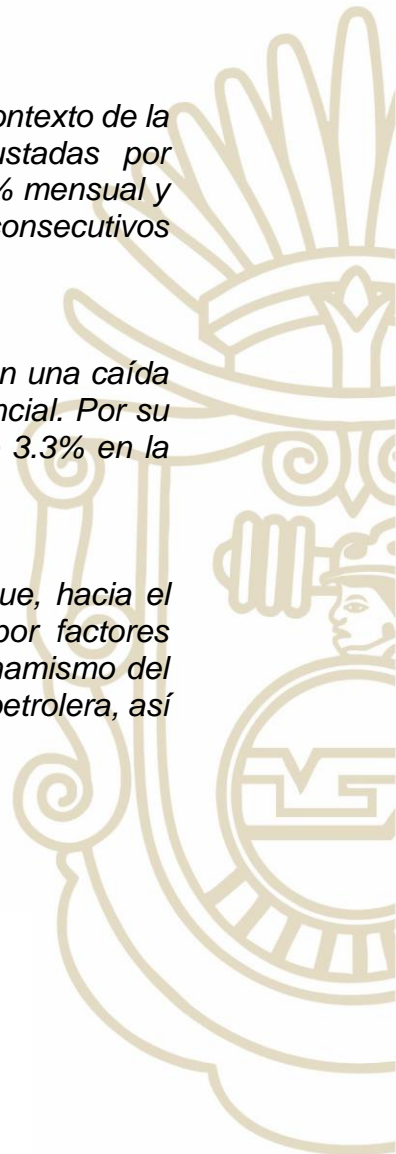 ontexto de la
ustadas por
% mensual y
consecutivos
n una caída
ncial. Por su
3.3% en la
ue, hacia el
por factores
namismo del
petrolera, así